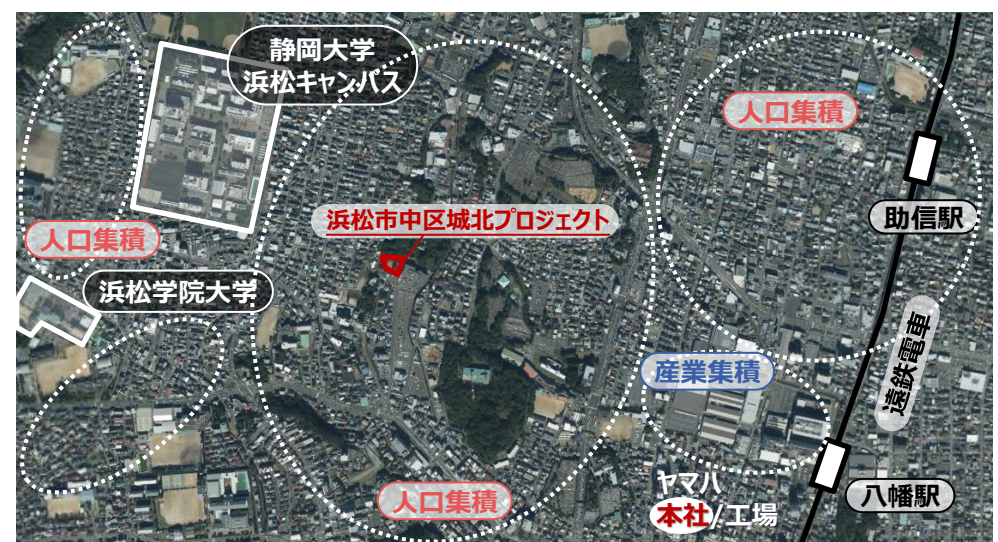 静岡大学
浜松キャンパス
人口集積
浜松市中区城北プロジェクト
助信駅
人口集積
浜松学院大学
遠鉄電車
産業集積
ヤマハ
本社/工場
八幡駅
人口集積